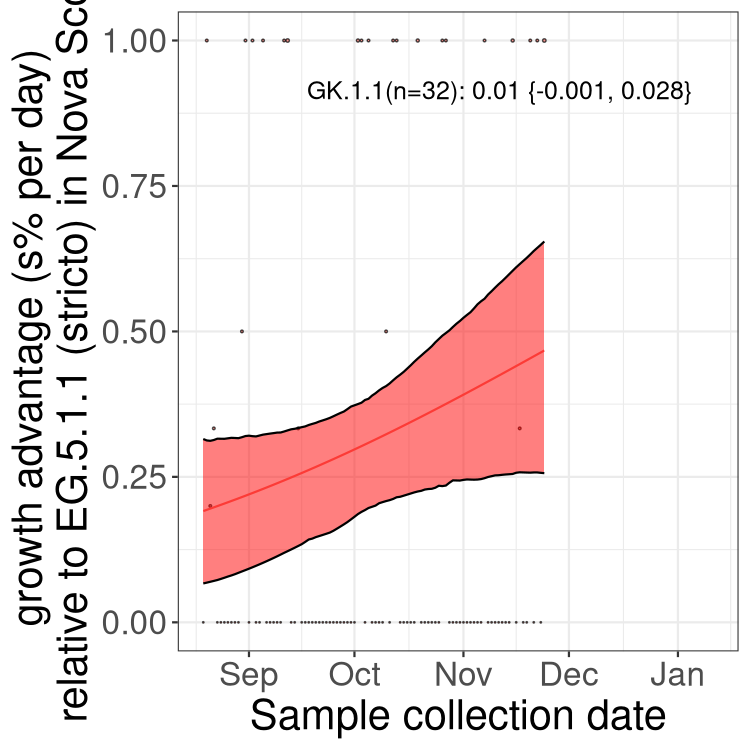 growth advantage (s% per day)
relative to EG.5.1.1 (stricto) in Nova Sco
1.00
0.75
0.50
0.25
0.00
GK.1.1(n=32): 0.01 {-0.001, 0.028}
Sep Oct Nov Dec Jan
Sample collection date